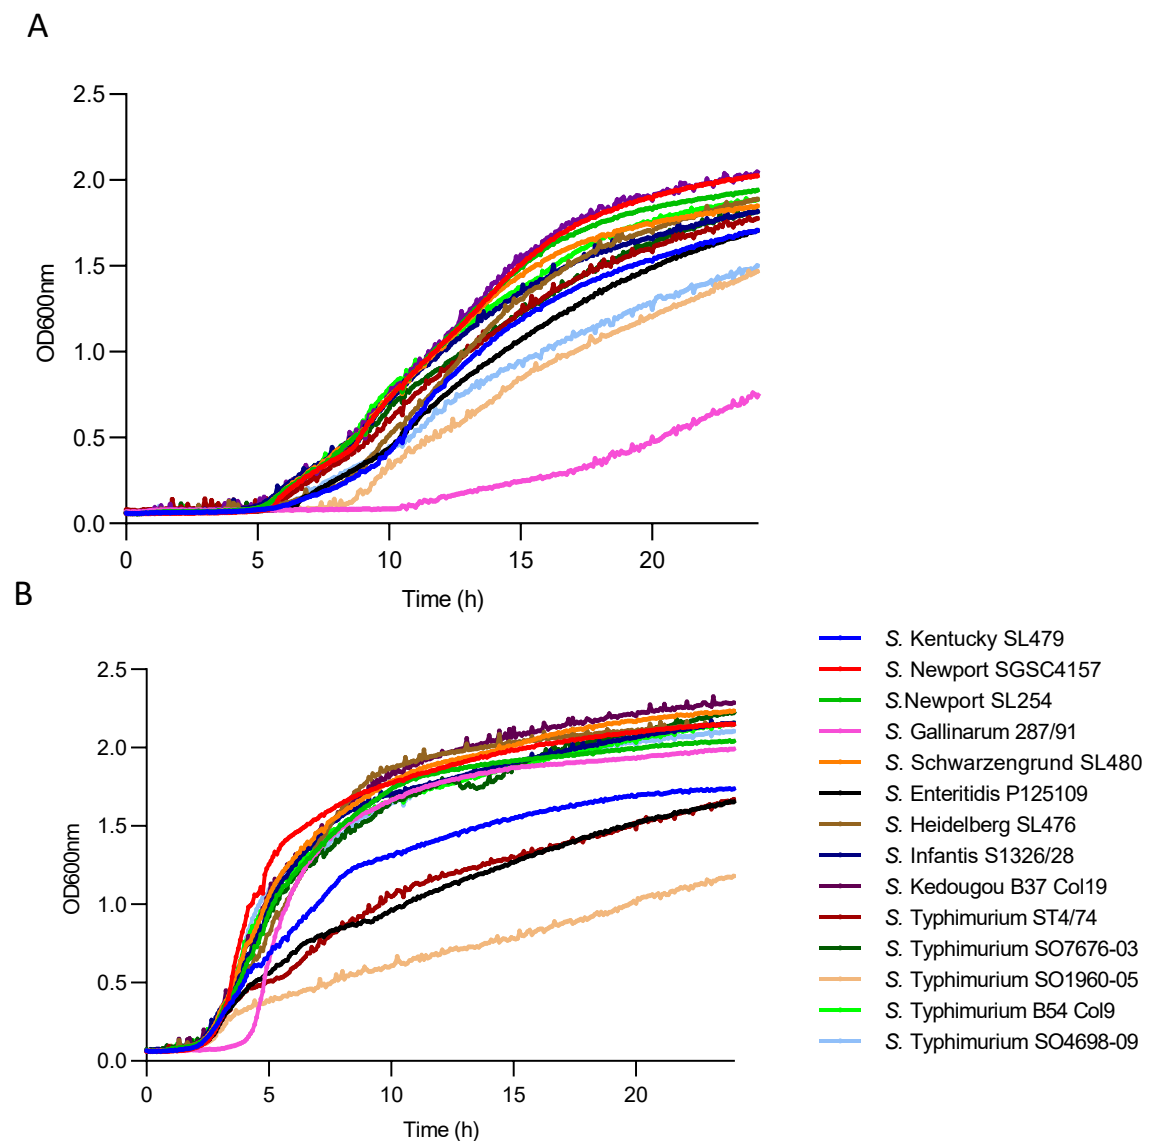 A
2.5
2.0
1.5
1.0
0.5
0.0
OD600nm
0 5 10 15 20
Time (h)
B
2.5
2.0
1.5
1.0
0.5
0.0
OD600nm
0 5 10 15 20
Time (h)
S. Kentucky SL479
S. Newport SGSC4157
S.Newport SL254
S. Gallinarum 287/91
S. Schwarzengrund SL480
S. Enteritidis P125109
S. Heidelberg SL476
S. Infantis S1326/28
S. Kedougou B37 Col19
S. Typhimurium ST4/74
S. Typhimurium SO7676-03
S. Typhimurium SO1960-05
S. Typhimurium B54 Col9
S. Typhimurium SO4698-09